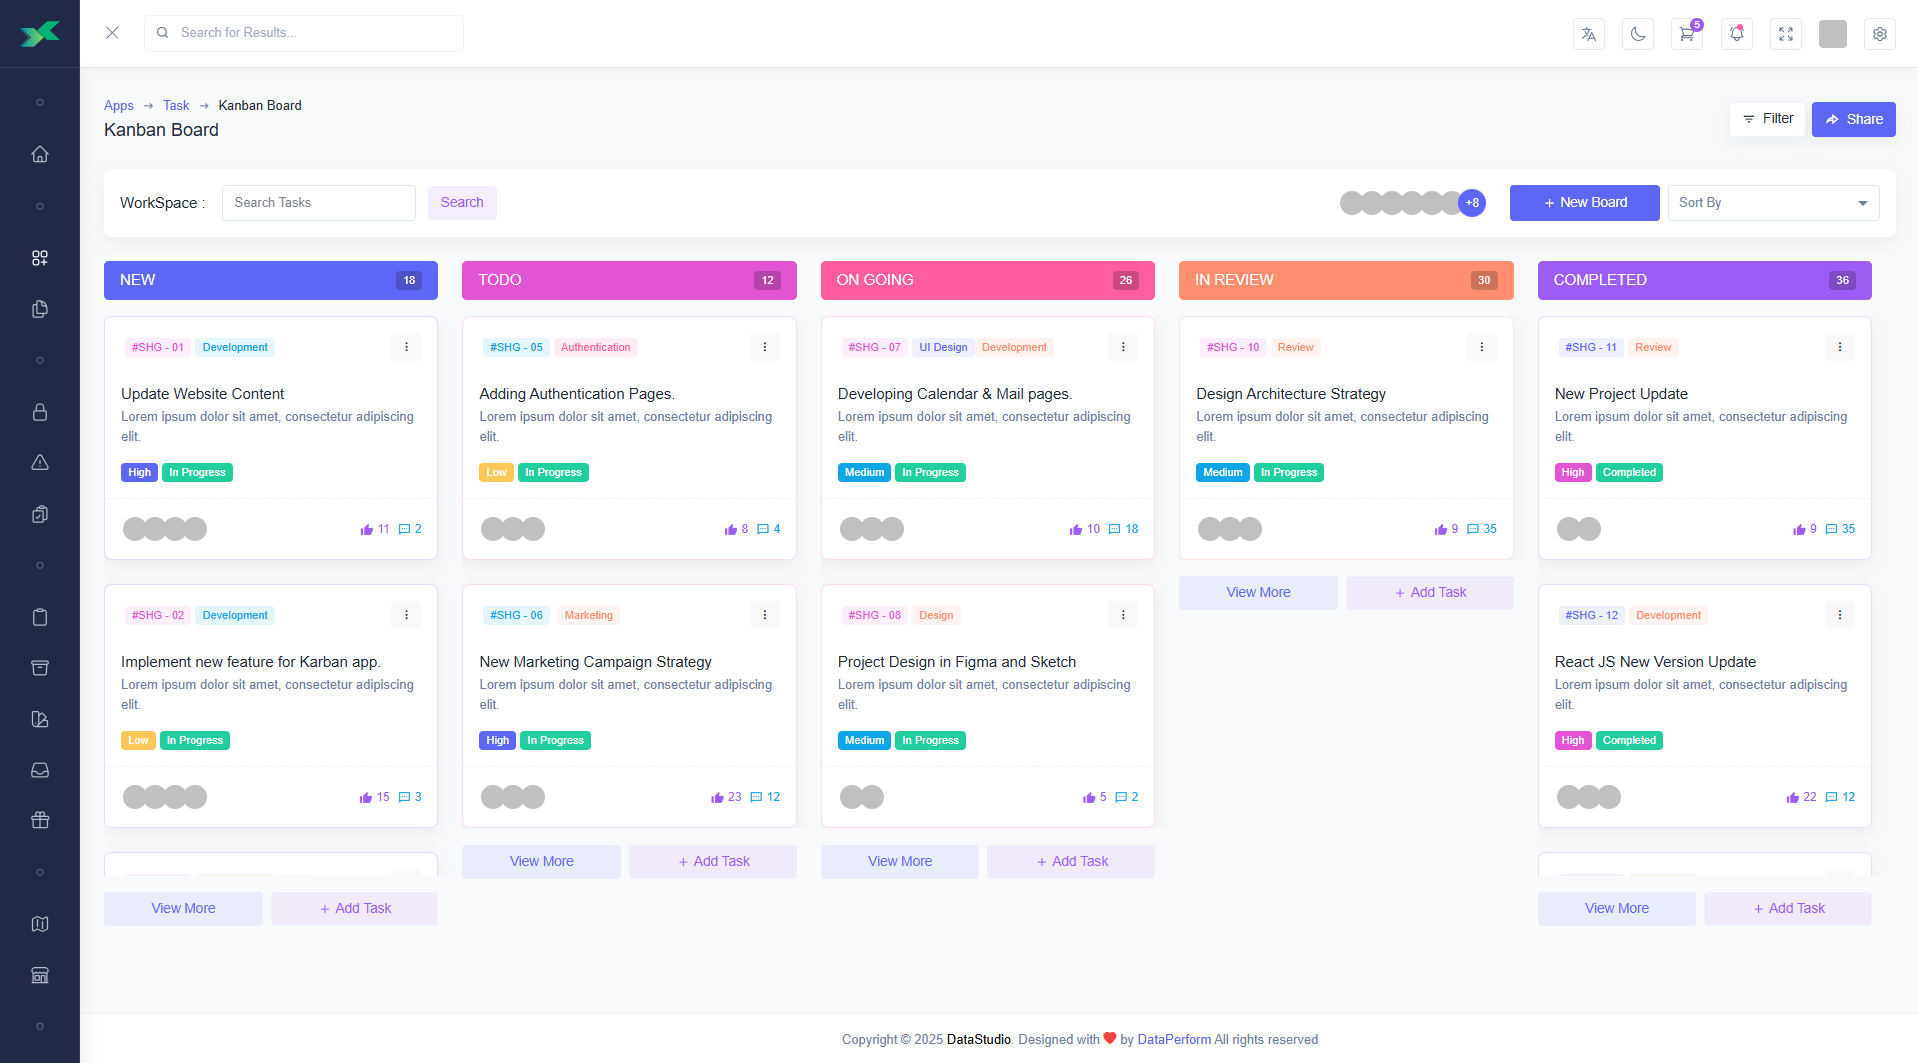 Search for Results...
5
Apps → Task → Kanban Board
Kanban Board
Filter
Share
WorkSpace :
Search Tasks
Search
+8
+ New Board
Sort By
NEW 18
#SHG - 01 Development
Update Website Content
Lorem ipsum dolor sit amet, consectetur adipiscing
elit.
High In Progress
11 2
#SHG - 02 Development
Implement new feature for Karban app.
Lorem ipsum dolor sit amet, consectetur adipiscing
elit.
Low In Progress
15 3
View More + Add Task
TODO 12
#SHG - 05 Authentication
Adding Authentication Pages.
Lorem ipsum dolor sit amet, consectetur adipiscing
elit.
Low In Progress
8 4
#SHG - 06 Marketing
New Marketing Campaign Strategy
Lorem ipsum dolor sit amet, consectetur adipiscing
elit.
High In Progress
23 12
View More + Add Task
ON GOING 26
#SHG - 07 UI Design Development
Developing Calendar & Mail pages.
Lorem ipsum dolor sit amet, consectetur adipiscing
elit.
Medium In Progress
10 18
#SHG - 08 Design
Project Design in Figma and Sketch
Lorem ipsum dolor sit amet, consectetur adipiscing
elit.
Medium In Progress
5 2
View More + Add Task
IN REVIEW 30
#SHG - 10 Review
Design Architecture Strategy
Lorem ipsum dolor sit amet, consectetur adipiscing
elit.
Medium In Progress
9 35
View More + Add Task
COMPLETED 36
#SHG - 11 Review
New Project Update
Lorem ipsum dolor sit amet, consectetur adipiscing
elit.
High Completed
9 35
#SHG - 12 Development
React JS New Version Update
Lorem ipsum dolor sit amet, consectetur adipiscing
elit.
High Completed
22 12
View More + Add Task
Copyright © 2025 DataStudio. Designed with ❤ by DataPerform All rights reserved